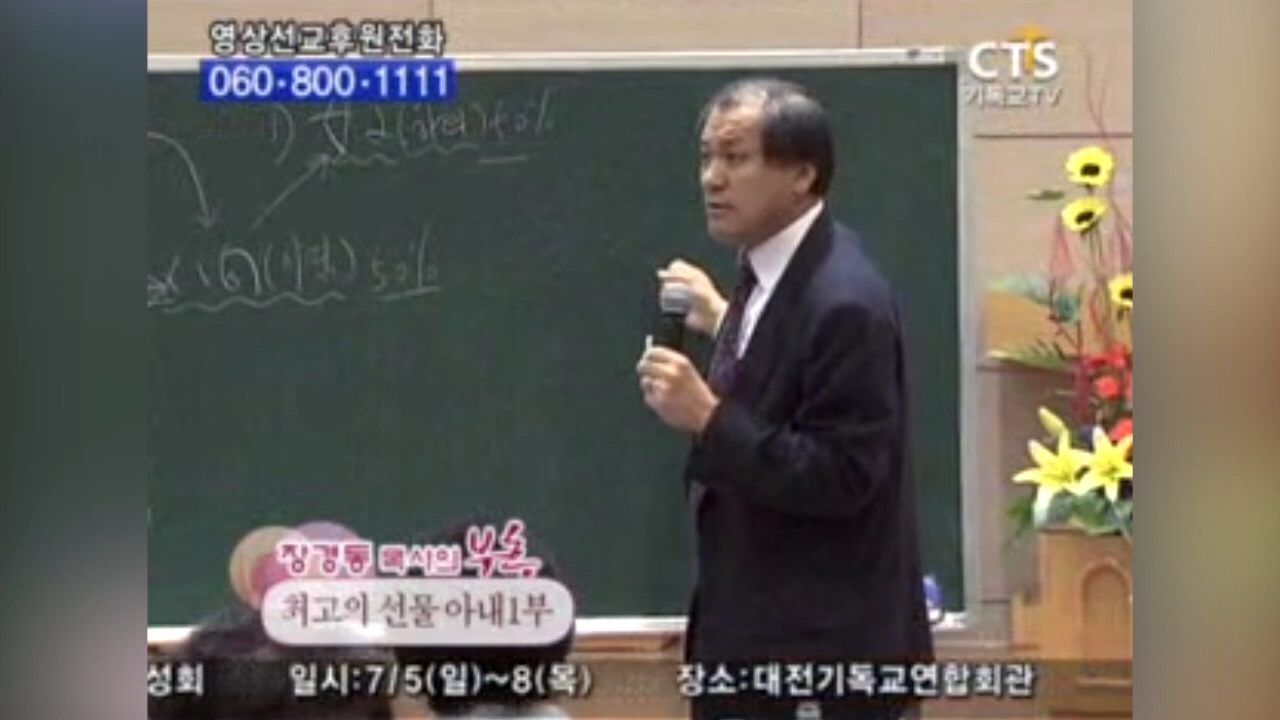 영상선교후원전화
060·800·1111
CTS
기독교TV
1)
50%
장경동 목사의
최고의 선물 아내1부
성회 일시:7/5(일)~8(목) 장소:대전기독교연합회관